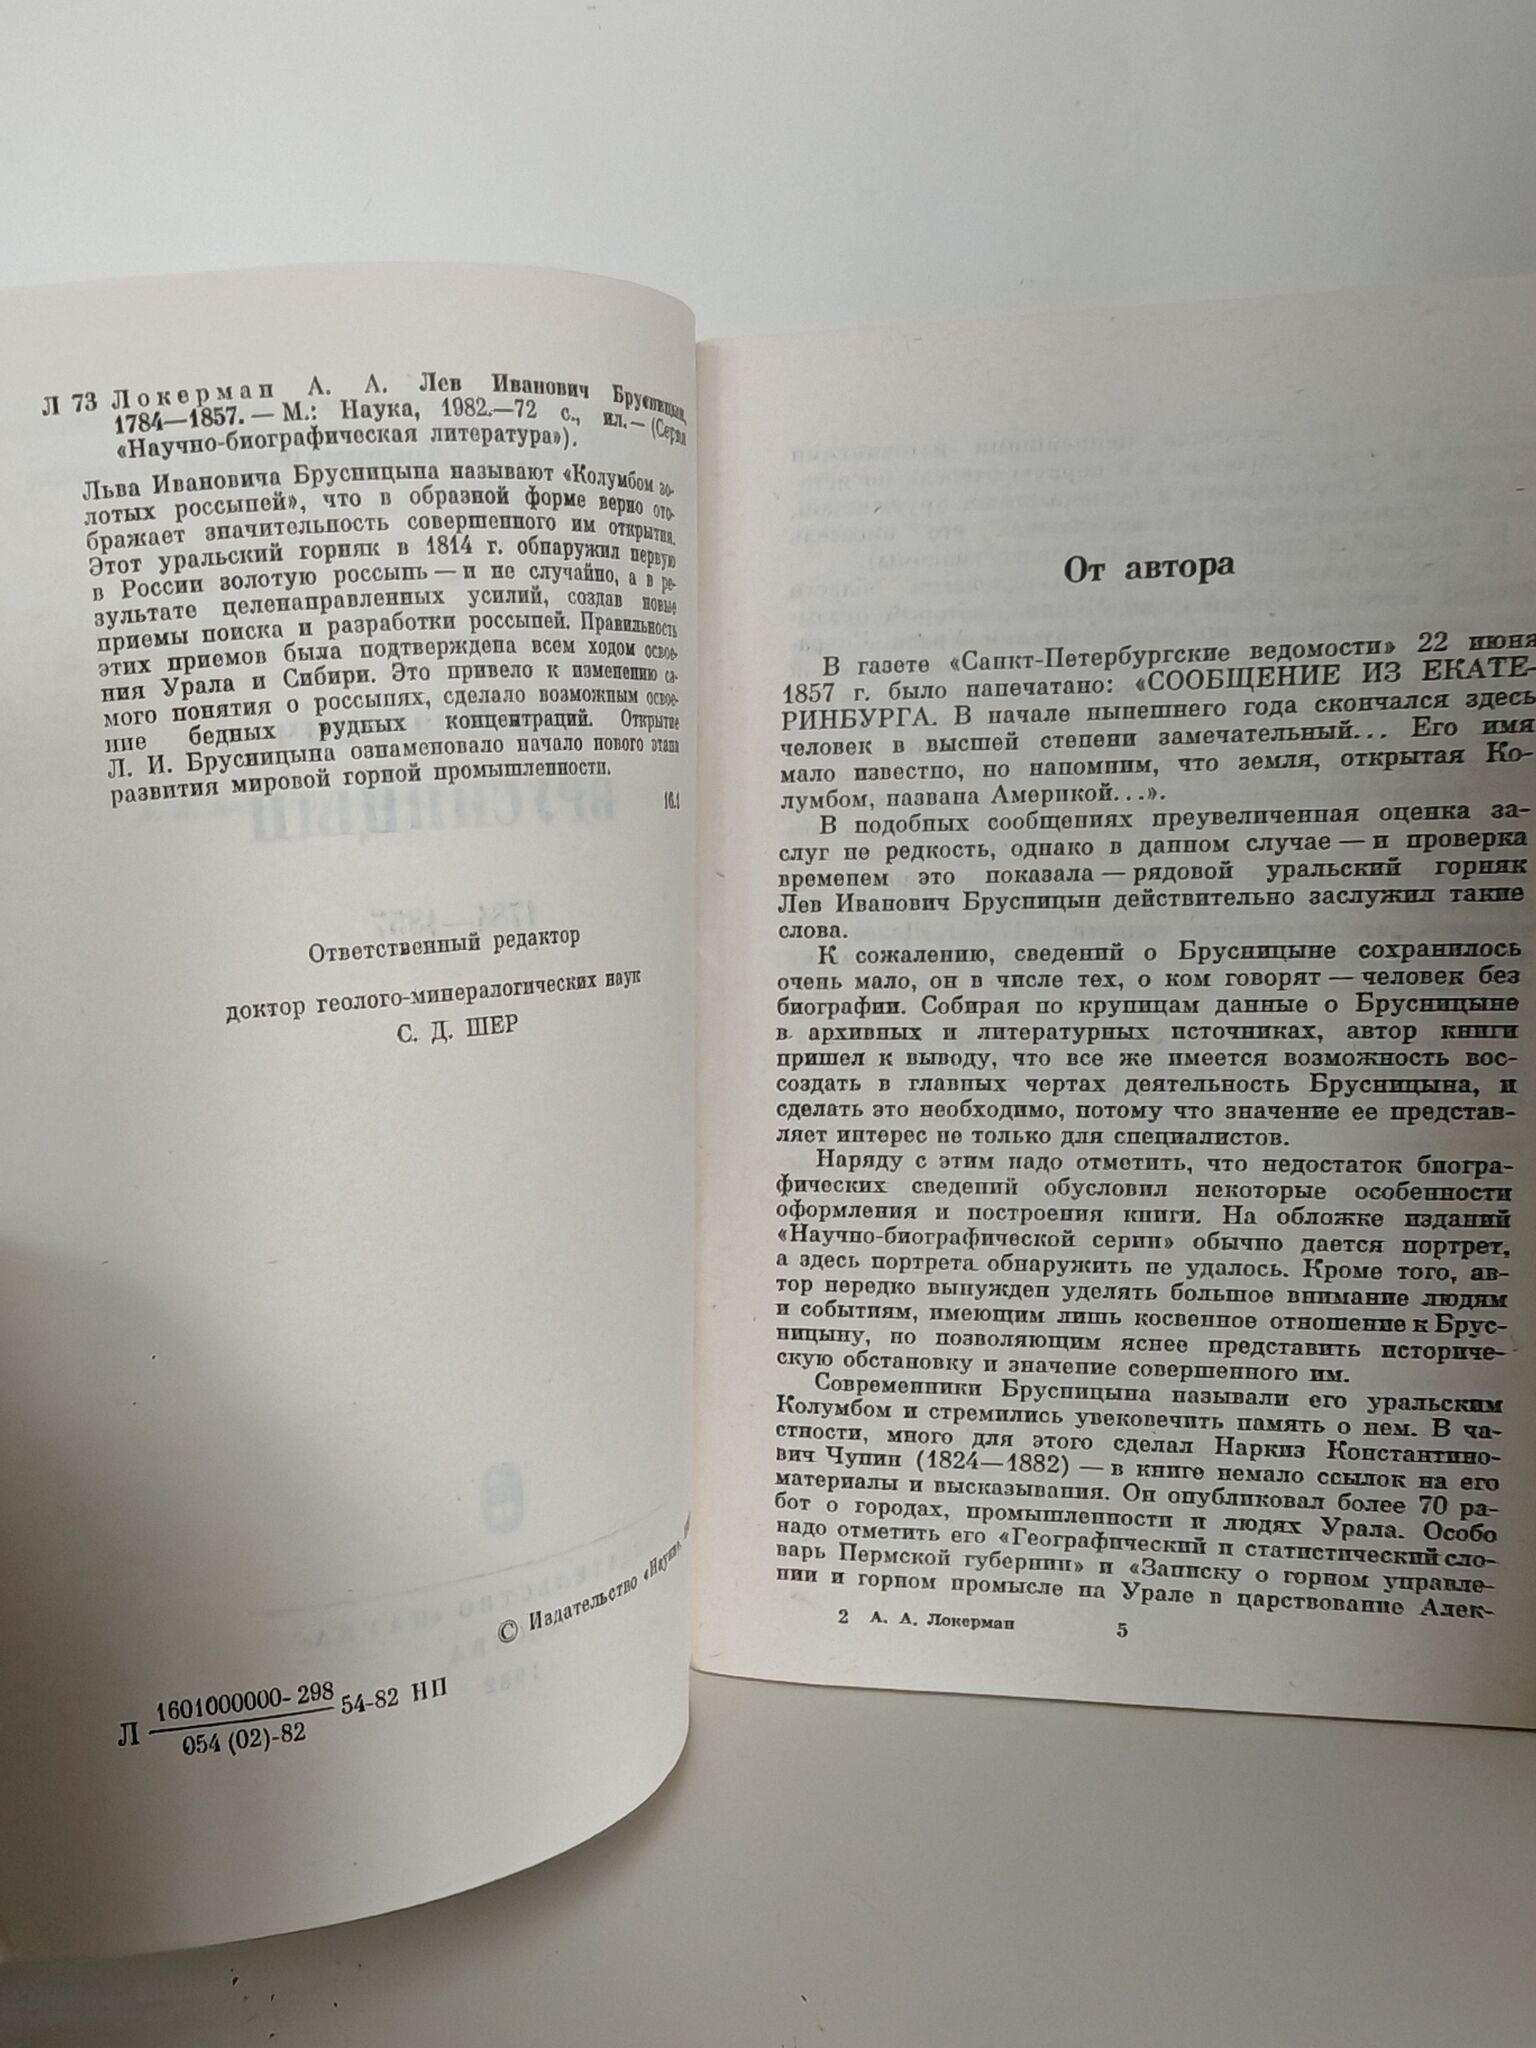 Л 73 Локерман А. А. Лев Иванович Брусницын,
1784—1857. — М.: Наука, 1982.—72 с., ил. — (Серия
«Научно-биографическая литература»).
Льва Ивановича Брусницына называют «Колумбом зо-
лотых россыпей», что в образной форме верно ото-
бражает значительность совершенного им открытия.
Этот уральский горняк в 1814 г. обнаружил первую
в России золотую россыпь — и не случайно, а в ре-
зультате целенаправленных усилий, создав новые
приемы поиска и разработки россыпей. Правильность
этих приемов была подтверждена всем ходом освое-
ния Урала и Сибири. Это привело к изменению са-
мого понятия о россыпях, сделало возможным освое-
ние бедных рудных концентраций. Открытие
Л. И. Брусницына ознаменовало начало нового этапа
развития мировой горной промышленности.
16.1
Ответственный редактор
доктор геолого-минералогических наук
С. Д. ШЕР
© Издательство «Наука»,
Л 1601000000-298
054 (02)-82
54-82 НП
От автора
В газете «Санкт-Петербургские ведомости» 22 июня
1857 г. было напечатано: «СООБЩЕНИЕ ИЗ ЕКАТЕ-
РИНБУРГА. В начале нынешнего года скончался здесь
человек в высшей степени замечательный... Его имя
мало известно, но напомним, что земля, открытая Ко-
лумбом, названа Америкой...».
В подобных сообщениях преувеличенная оценка за-
слуг не редкость, однако в данном случае — и проверка
временем это показала — рядовой уральский горняк
Лев Иванович Брусницын действительно заслужил такие
слова.
К сожалению, сведений о Брусницыне сохранилось
очень мало, он в числе тех, о ком говорят — человек без
биографии. Собирая по крупицам данные о Брусницыне
в архивных и литературных источниках, автор книги
пришел к выводу, что все же имеется возможность вос-
создать в главных чертах деятельность Брусницына, и
сделать это необходимо, потому что значение ее представ-
ляет интерес не только для специалистов.
Наряду с этим надо отметить, что недостаток биогра-
фических сведений обусловил некоторые особенности
оформления и построения книги. На обложке изданий
«Научно-биографической серии» обычно дается портрет,
а здесь портрета обнаружить не удалось. Кроме того, ав-
тор нередко вынужден уделять большое внимание людям
и событиям, имеющим лишь косвенное отношение к Брус-
ницыну, но позволяющим яснее представить историче-
скую обстановку и значение совершенного им.
Современники Брусницына называли его уральским
Колумбом и стремились увековечить память о нем. В ча-
стности, много для этого сделал Наркиз Константино-
вич Чупин (1824—1882) — в книге немало ссылок на его
материалы и высказывания. Он опубликовал более 70 ра-
бот о городах, промышленности и людях Урала. Особо
надо отметить его «Географический и статистический сло-
варь Пермской губернии» и «Записку о горном управле-
нии и горном промысле на Урале в царствование Алек-
2 А. А. Локерман
5